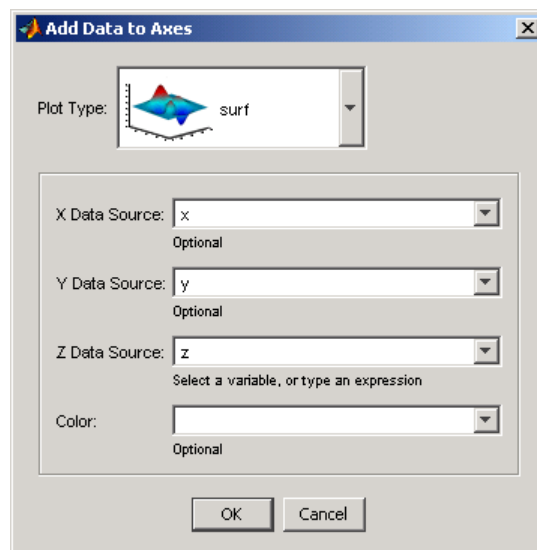 Add Data to Axes
Plot Type: surf
X Data Source: x
Optional
Y Data Source: y
Optional
Z Data Source: z
Select a variable, or type an expression
Color:
Optional
OK Cancel